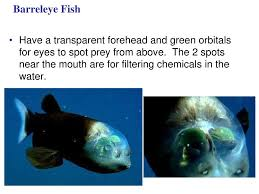 Barreleye Fish
• Have a transparent forehead and green orbitals
for eyes to spot prey from above. The 2 spots
near the mouth are for filtering chemicals in the
water.